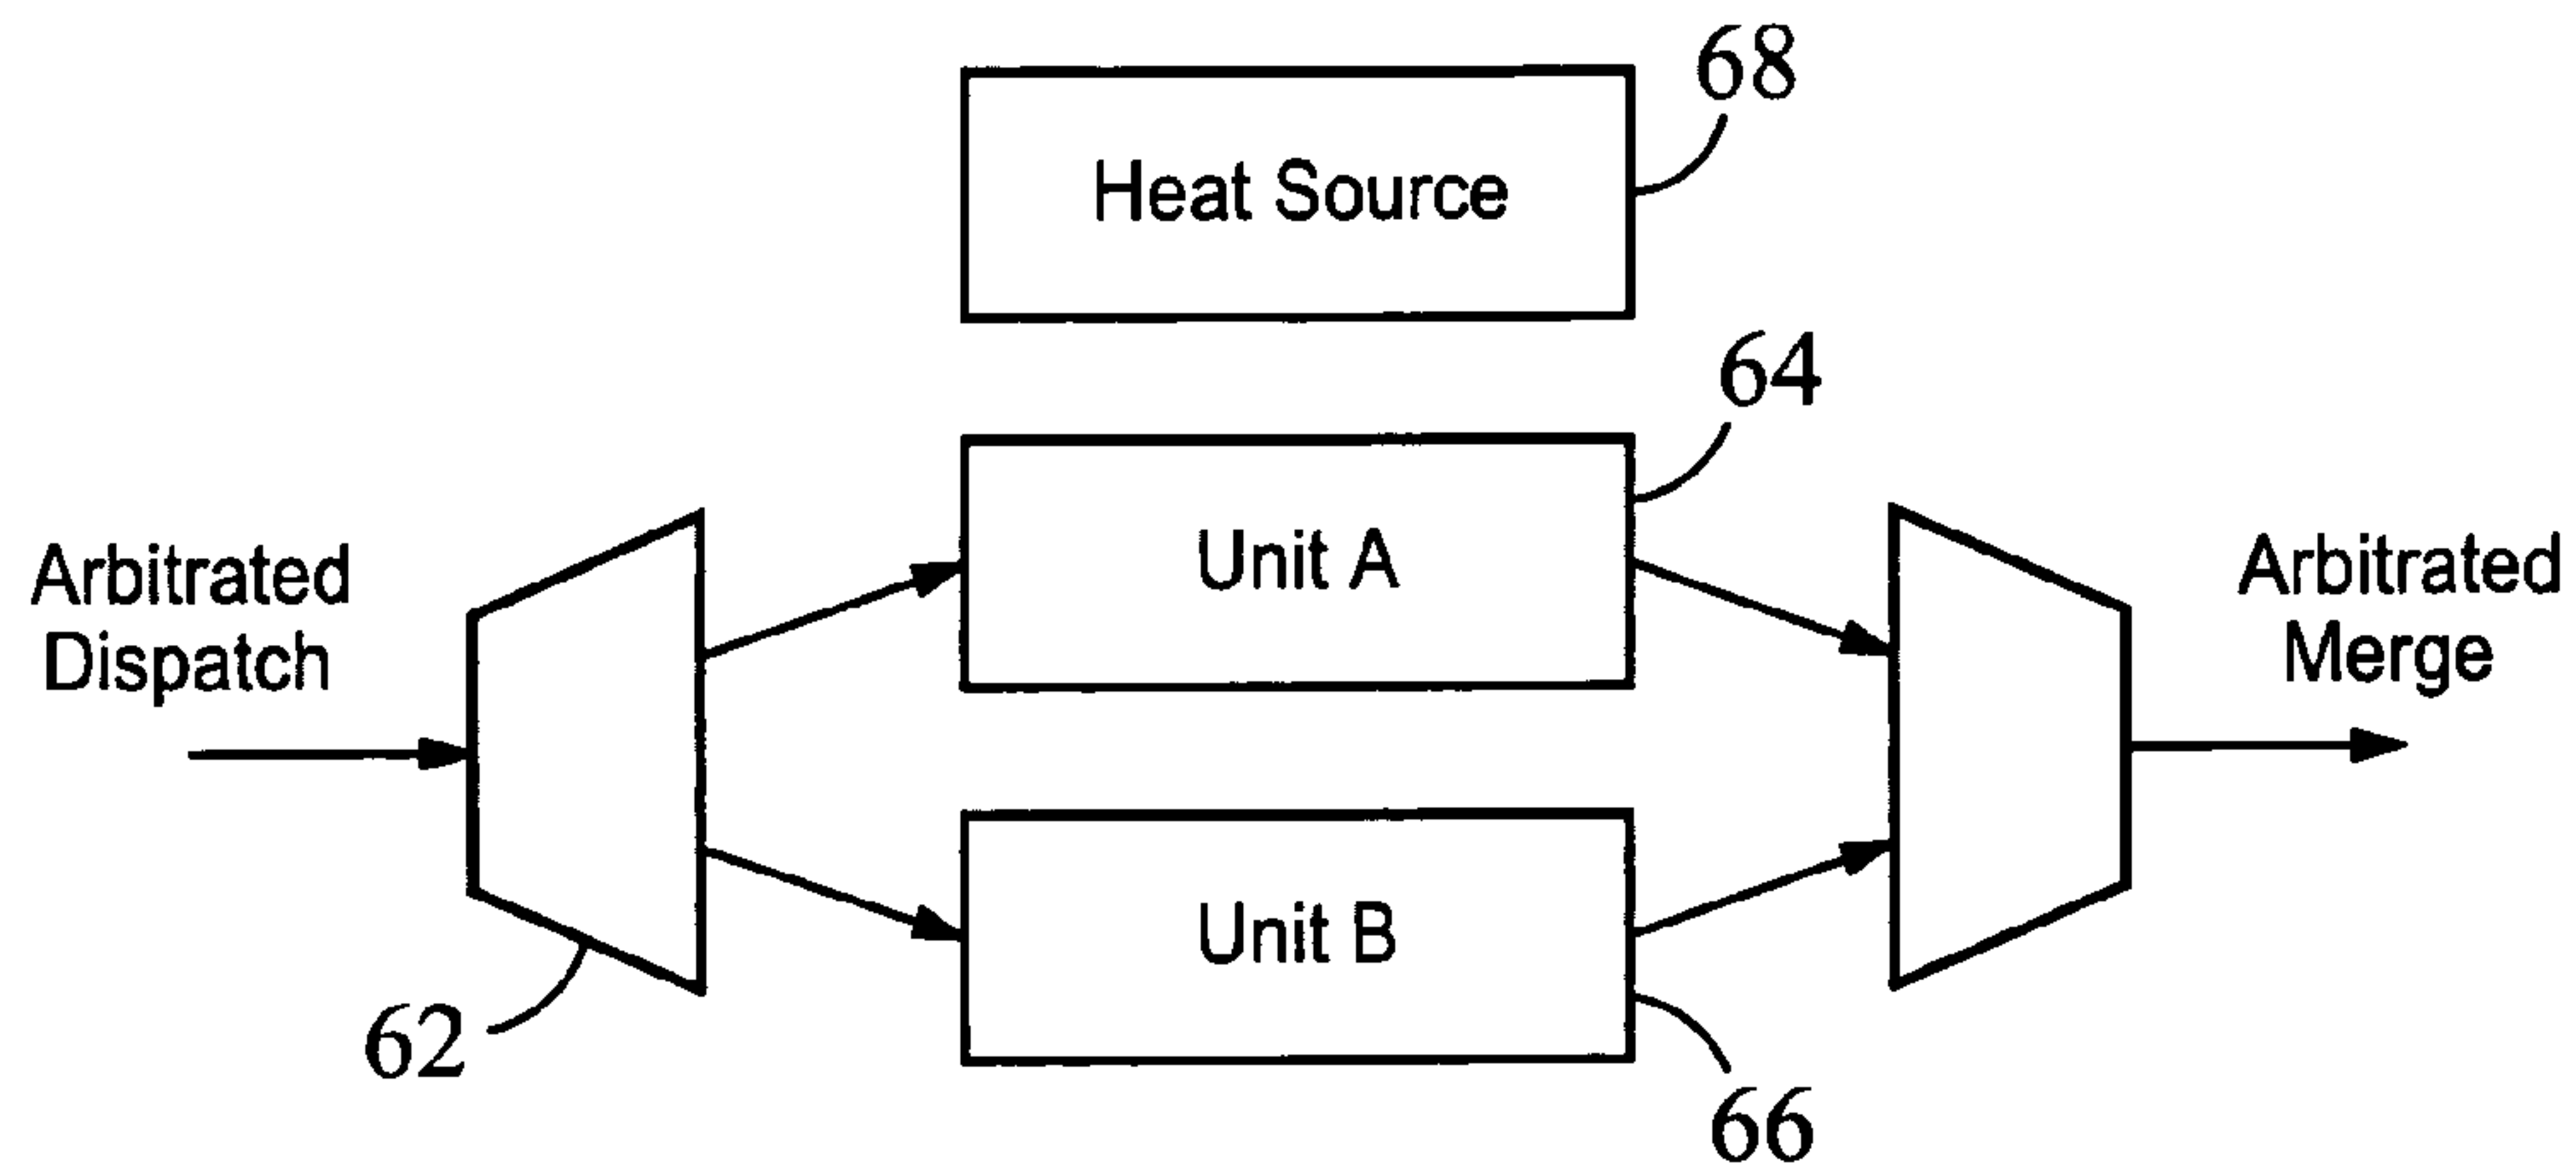 68
Heat Source
64
Unit A
Arbitrated
Dispatch
Arbitrated
Merge
Unit B
62
66